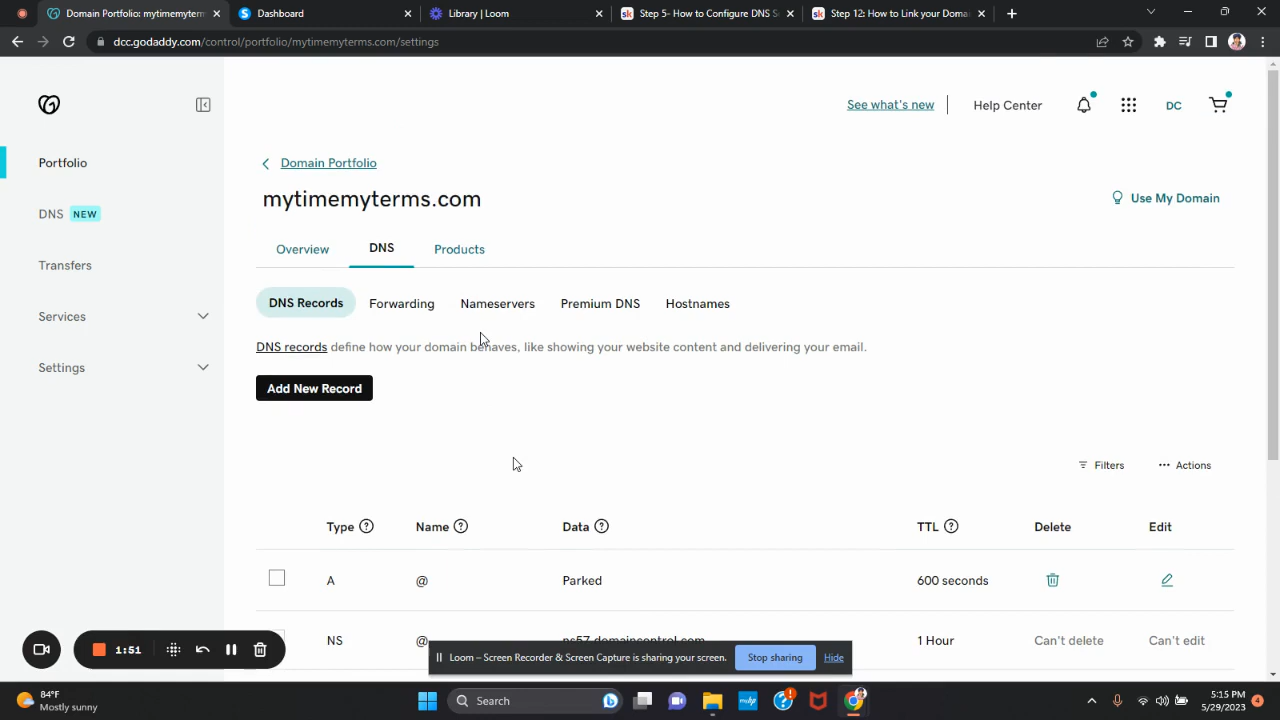 Domain Portfolio: mytimemyterms
Dashboard
Library | Loom
Step 5- How to Configure DNS S
Step 12: How to Link your Domai
dcc.godaddy.com/control/portfolio/mytimemyterms.com/settings
See what's new
Help Center
DC
Portfolio
DNS NEW
Transfers
Services
Settings
Domain Portfolio
mytimemyterms.com
Use My Domain
Overview
DNS
Products
DNS Records
Forwarding
Nameservers
Premium DNS
Hostnames
DNS records define how your domain behaves, like showing your website content and delivering your email.
Add New Record
Filters
Actions
Type ?
Name ?
Data ?
TTL ?
Delete
Edit
A
@
Parked
600 seconds
NS
@
ns57.domaincontrol.com
1 Hour
Can't delete
Can't edit
1:51
Loom – Screen Recorder & Screen Capture is sharing your screen.
Stop sharing
Hide
84°F
Mostly sunny
Search
5:15 PM
5/29/2023
4